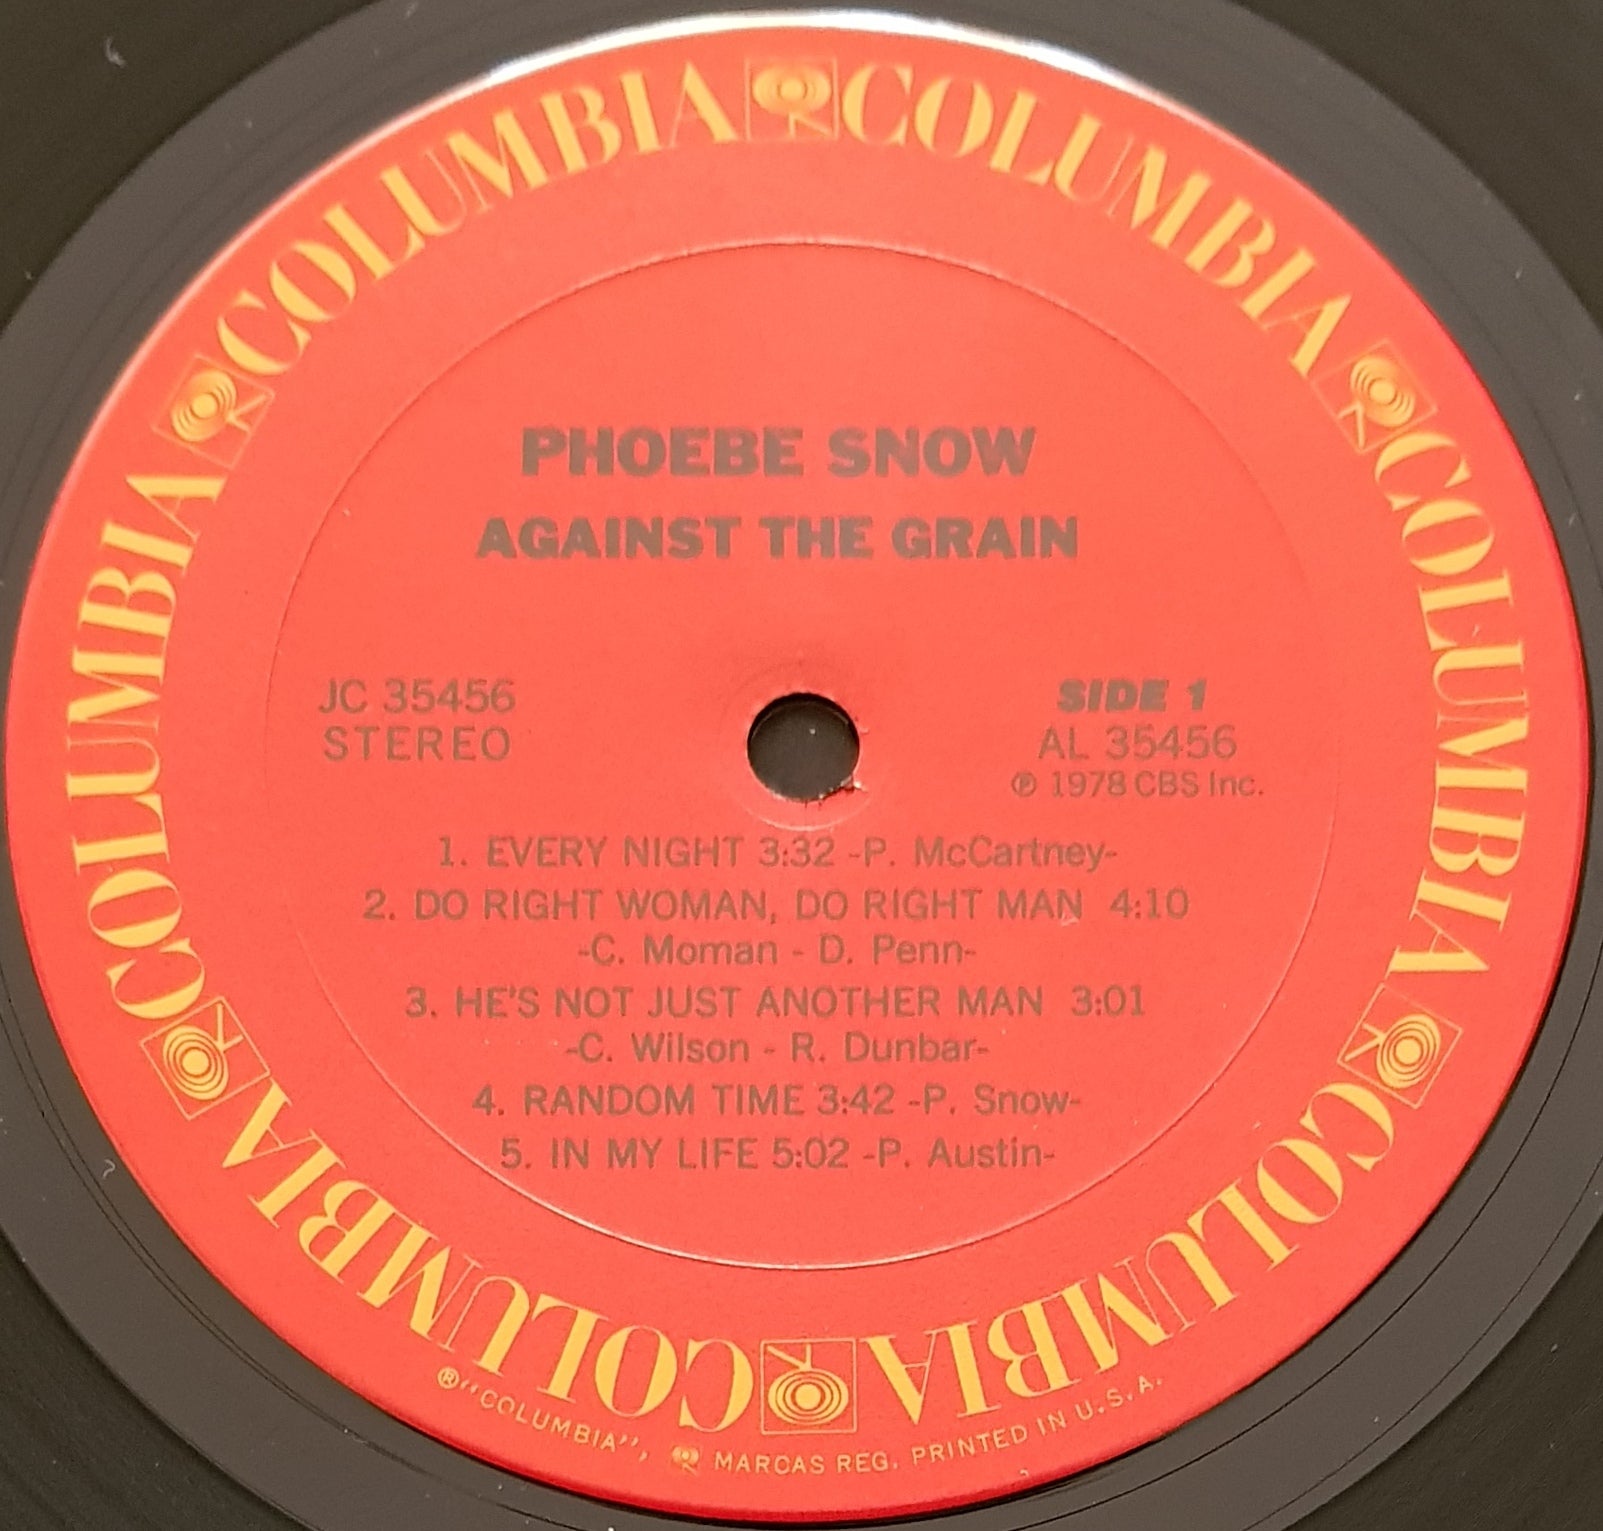 COLUMBIA COLUMBIA COLUMBIA COLUMBIA COLUMBIA COLUMBIA
PHOEBE SNOW
AGAINST THE GRAIN
JC 35456
STEREO
SIDE 1
AL 35456
℗ 1978 CBS Inc.
1. EVERY NIGHT 3:32 -P. McCartney-
2. DO RIGHT WOMAN, DO RIGHT MAN 4:10
-C. Moman - D. Penn-
3. HE'S NOT JUST ANOTHER MAN 3:01
-C. Wilson - R. Dunbar-
4. RANDOM TIME 3:42 -P. Snow-
5. IN MY LIFE 5:02 -P. Austin-
®"COLUMBIA", MARCAS REG. PRINTED IN U.S.A.